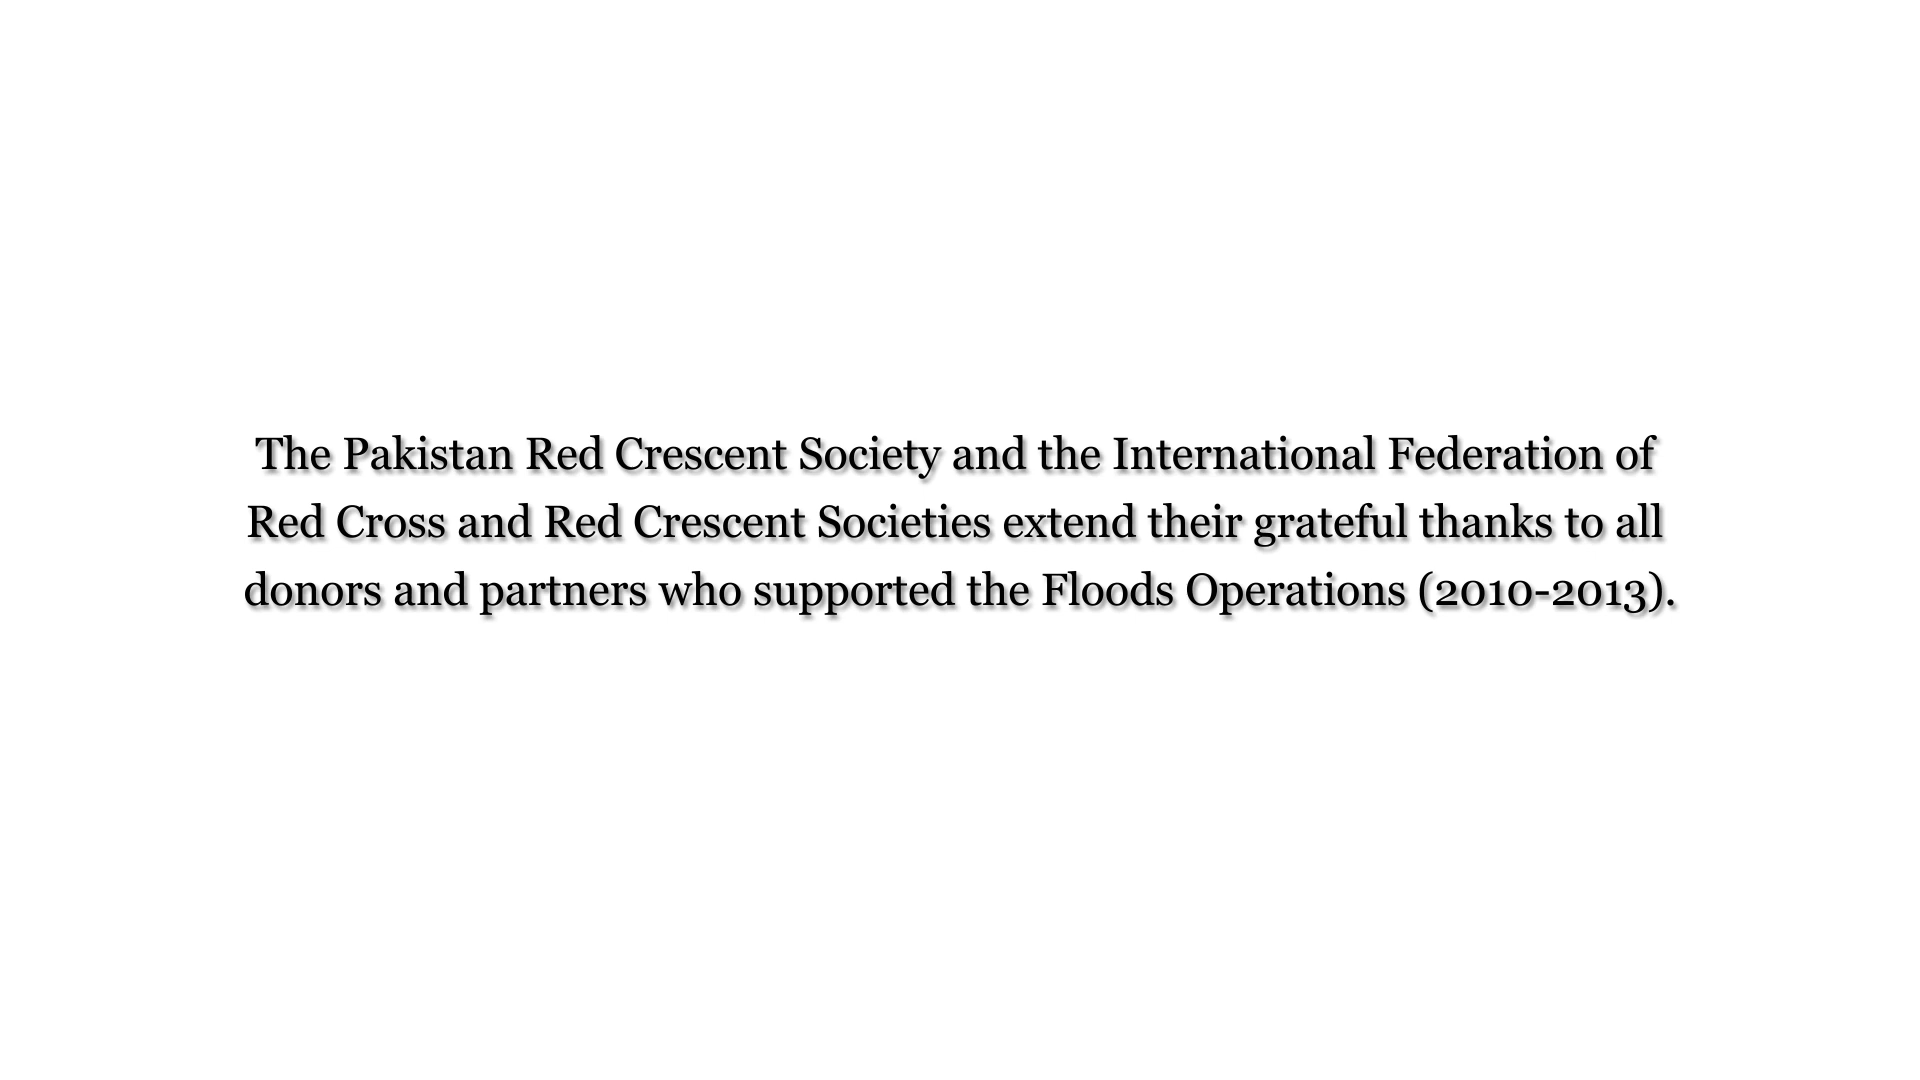 The Pakistan Red Crescent Society and the International Federation of
Red Cross and Red Crescent Societies extend their grateful thanks to all
donors and partners who supported the Floods Operations (2010-2013).